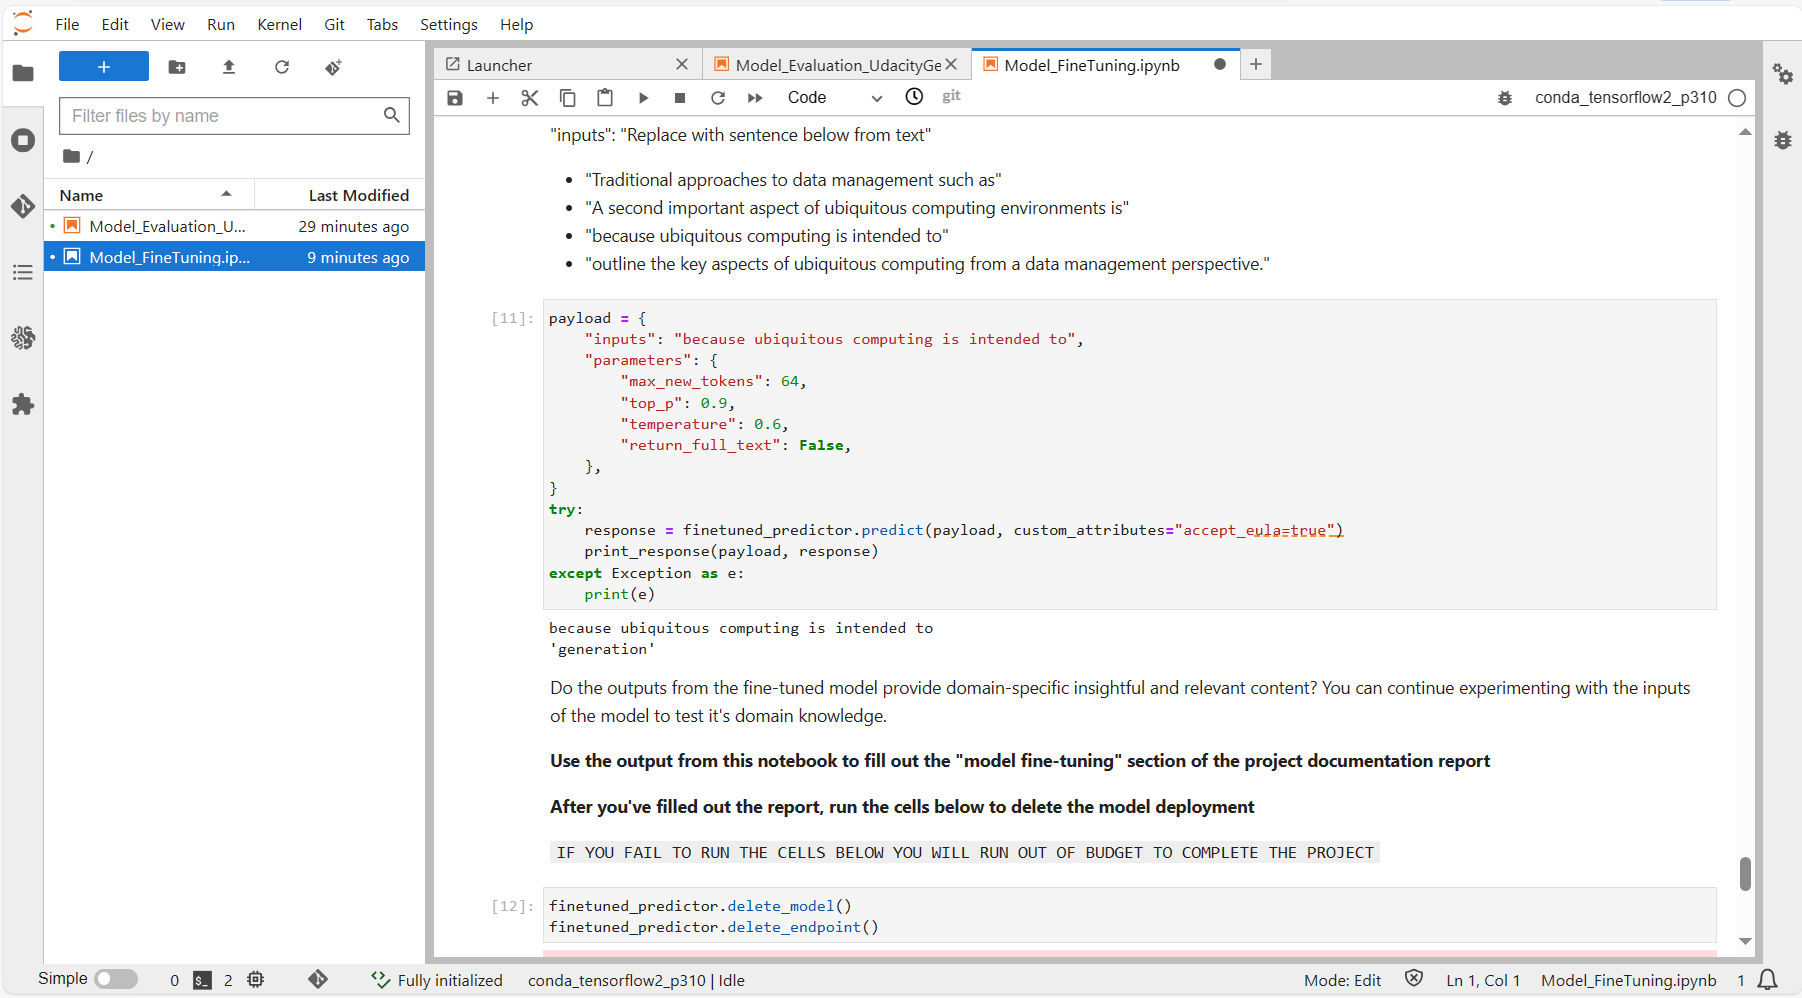 File Edit View Run Kernel Git Tabs Settings Help
+
Filter files by name
/
Name Last Modified
Model_Evaluation_U... 29 minutes ago
Model_FineTuning.ip... 9 minutes ago
Launcher Model_Evaluation_UdacityGe Model_FineTuning.ipynb
Code git conda_tensorflow2_p310
"inputs": "Replace with sentence below from text"
• "Traditional approaches to data management such as"
• "A second important aspect of ubiquitous computing environments is"
• "because ubiquitous computing is intended to"
• "outline the key aspects of ubiquitous computing from a data management perspective."
[11]: payload = {
"inputs": "because ubiquitous computing is intended to",
"parameters": {
"max_new_tokens": 64,
"top_p": 0.9,
"temperature": 0.6,
"return_full_text": False,
},
}
try:
response = finetuned_predictor.predict(payload, custom_attributes="accept_eula=true")
print_response(payload, response)
except Exception as e:
print(e)
because ubiquitous computing is intended to
'generation'
Do the outputs from the fine-tuned model provide domain-specific insightful and relevant content? You can continue experimenting with the inputs
of the model to test it's domain knowledge.
Use the output from this notebook to fill out the "model fine-tuning" section of the project documentation report
After you've filled out the report, run the cells below to delete the model deployment
IF YOU FAIL TO RUN THE CELLS BELOW YOU WILL RUN OUT OF BUDGET TO COMPLETE THE PROJECT
[12]: finetuned_predictor.delete_model()
finetuned_predictor.delete_endpoint()
Simple 0 $_ 2 Fully initialized conda_tensorflow2_p310 | Idle Mode: Edit Ln 1, Col 1 Model_FineTuning.ipynb 1